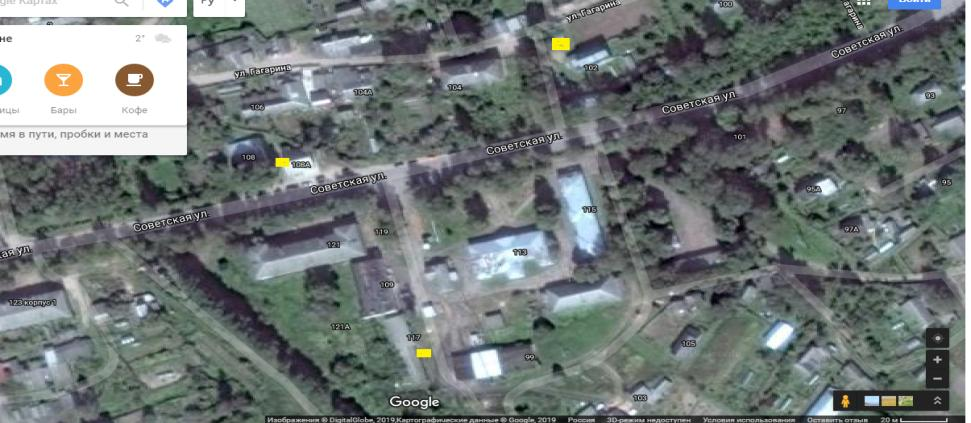 gle Картах
Ру
Войти
не
2°
ицы
Бары
Кофе
мя в пути, пробки и места
ул. Гагарина
ул. Гагарина
Гагарина
Советская ул.
Советская ул.
Советская ул.
Советская ул.
Советская ул.
ая ул.
100
102
104
104А
106
108
108А
97
93
101
95А
95
97А
115
113
119
121
109
123 корпус 1
121А
117
99
105
103
Google
Изображения © DigitalGlobe, 2019,Картографические данные © Google, 2019 Россия 3D-режим недоступен Условия использования Оставить отзыв 20 м